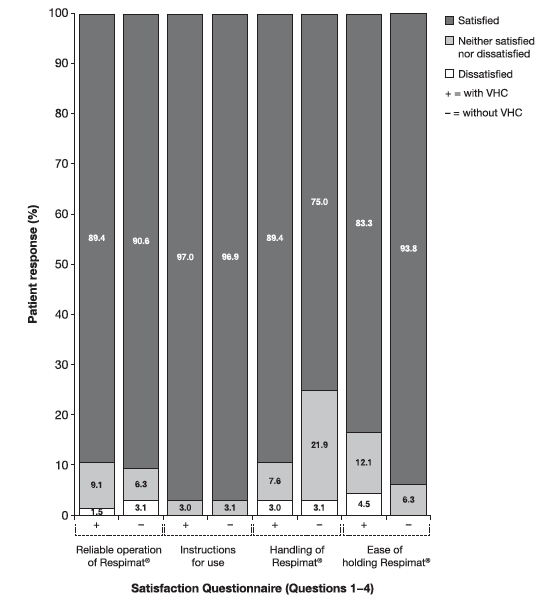 Satisfied
Neither satisfied
nor dissatisfied
Dissatisfied
+ = with VHC
– = without VHC
Patient response (%)
100
90
80
70
60
50
40
30
20
10
0
89.4
9.1
1.5
90.6
6.3
3.1
97.0
3.0
96.9
3.1
89.4
7.6
3.0
75.0
21.9
3.1
83.3
12.1
4.5
93.8
6.3
+ – + – + – + –
Reliable operation
of Respimat®
Instructions
for use
Handling of
Respimat®
Ease of
holding Respimat®
Satisfaction Questionnaire (Questions 1–4)